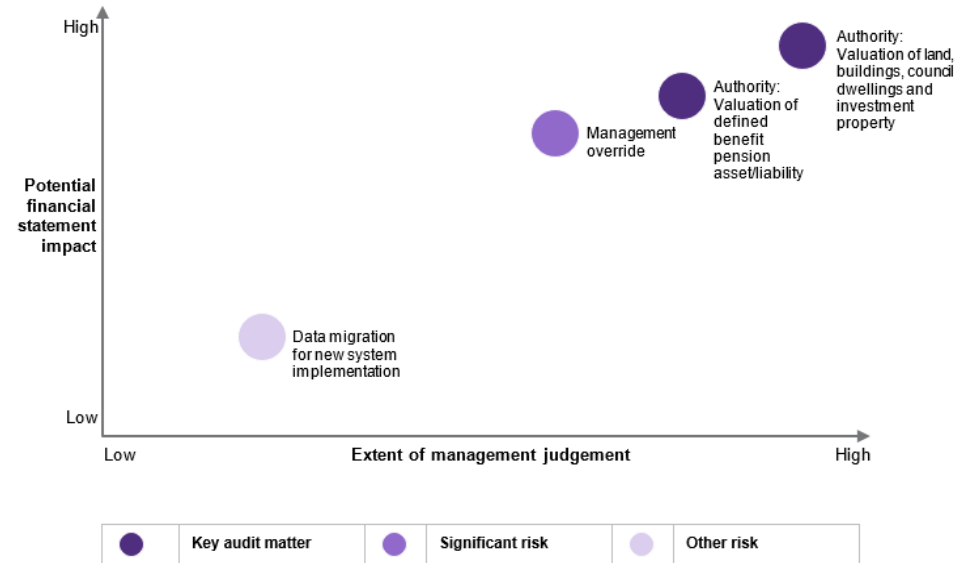 High
Authority:
Valuation of land,
buildings, council
dwellings and
investment
property
Authority:
Valuation of
defined
benefit
pension
asset/liability
Management
override
Potential
financial
statement
impact
Data migration
for new system
implementation
Low
Low
Extent of management judgement
High
Key audit matter
Significant risk
Other risk